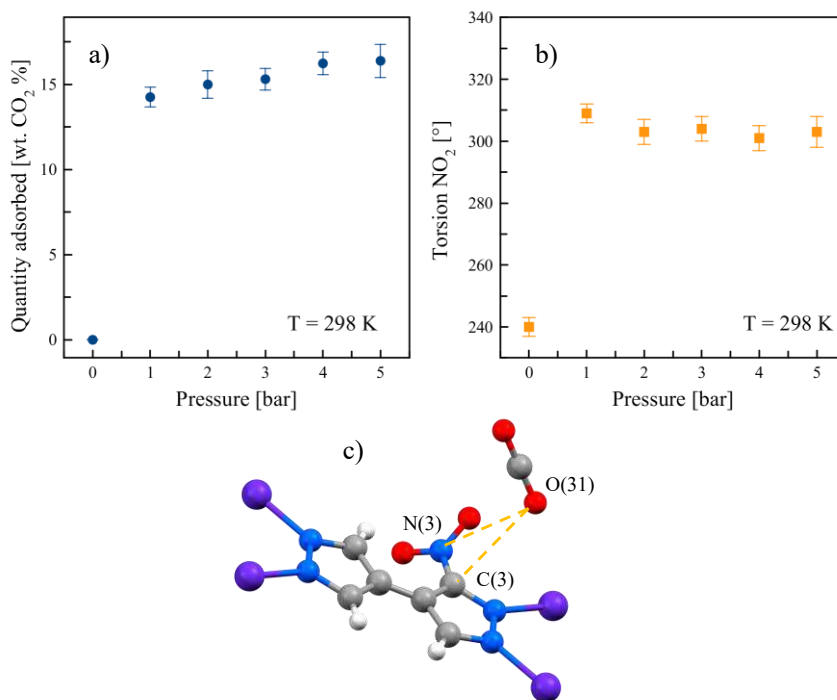 a)
Quantity adsorbed [wt. CO₂ %]
15
10
5
0
T = 298 K
0 1 2 3 4 5
Pressure [bar]
b)
Torsion NO₂ [°]
340
320
300
280
260
240
T = 298 K
0 1 2 3 4 5
Pressure [bar]
c)
O(31)
N(3)
C(3)